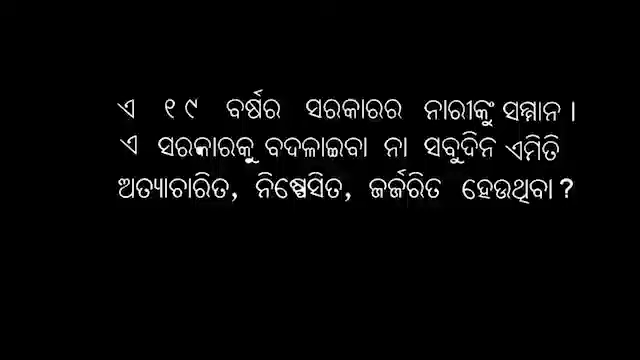 ଏ ୧୯ ବର୍ଷର ସରକାରର ନାରୀଙ୍କୁ ସମ୍ମାନ ।
ଏ ସରକାରକୁ ବଦଳାଇବା ନା ସବୁଦିନ ଏମିତି
ଅତ୍ୟାଚାରିତ, ନିଷ୍ପେସିତ, ଜର୍ଜରିତ ହେଉଥିବା ?